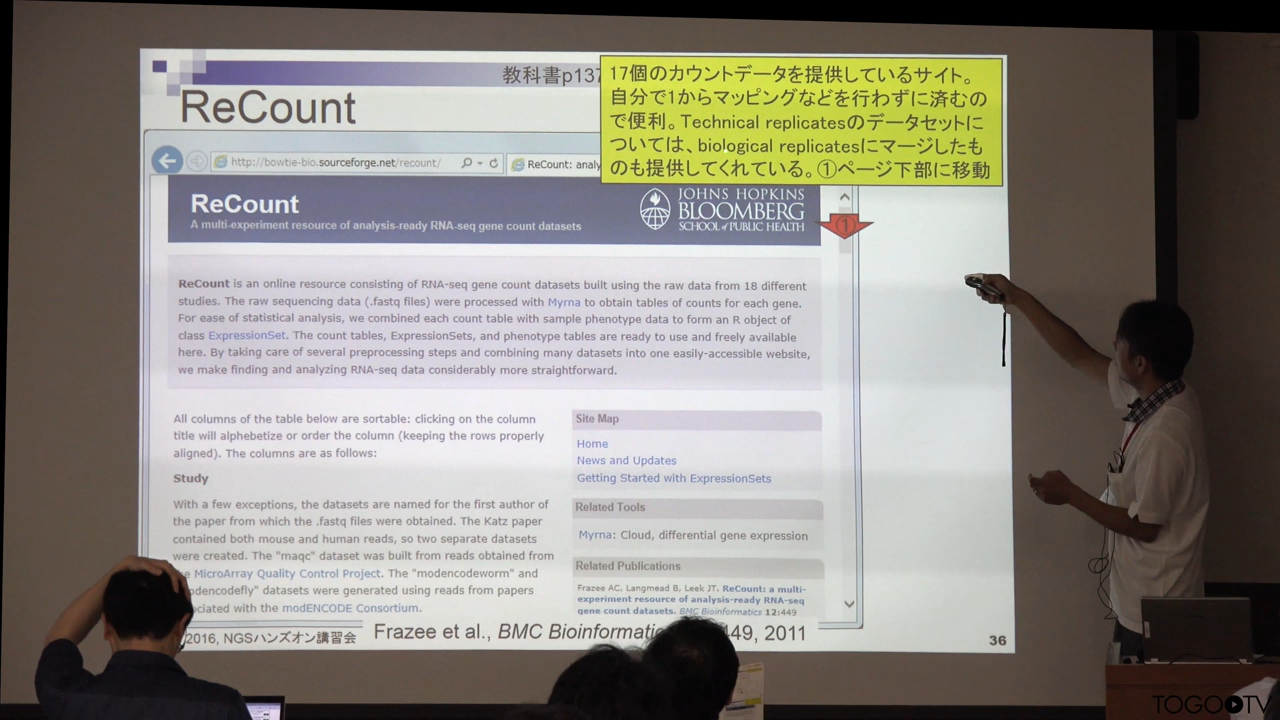 教科書p137
ReCount
17個のカウントデータを提供しているサイト。
自分で1からマッピングなどを行わずに済むの
で便利。Technical replicatesのデータセットに
ついては、biological replicatesにマージしたも
のも提供してくれている。①ページ下部に移動
http://bowtie-bio.sourceforge.net/recount/
ReCount: analy
ReCount
A multi-experiment resource of analysis-ready RNA-seq gene count datasets
JOHNS HOPKINS
BLOOMBERG
SCHOOL of PUBLIC HEALTH
①
ReCount is an online resource consisting of RNA-seq gene count datasets built using the raw data from 18 different
studies. The raw sequencing data (.fastq files) were processed with Myrna to obtain tables of counts for each gene.
For ease of statistical analysis, we combined each count table with sample phenotype data to form an R object of
class ExpressionSet. The count tables, ExpressionSets, and phenotype tables are ready to use and freely available
here. By taking care of several preprocessing steps and combining many datasets into one easily-accessible website,
we make finding and analyzing RNA-seq data considerably more straightforward.
All columns of the table below are sortable: clicking on the column
title will alphebetize or order the column (keeping the rows properly
aligned). The columns are as follows:
Study
With a few exceptions, the datasets are named for the first author of
the paper from which the .fastq files were obtained. The Katz paper
contained both mouse and human reads, so two separate datasets
were created. The "maqc" dataset was built from reads obtained from
MicroArray Quality Control Project. The "modencodeworm" and
"modencodefly" datasets were generated using reads from papers
associated with the modENCODE Consortium.
Site Map
Home
News and Updates
Getting Started with ExpressionSets
Related Tools
Myrna: Cloud, differential gene expression
Related Publications
Frazee AC, Langmead B, Leek JT. ReCount: a multi-
experiment resource of analysis-ready RNA-seq
gene count datasets. BMC Bioinformatics 12:449
2016, NGSハンズオン講習会
Frazee et al., BMC Bioinformatic 449, 2011
36
TOGOTV